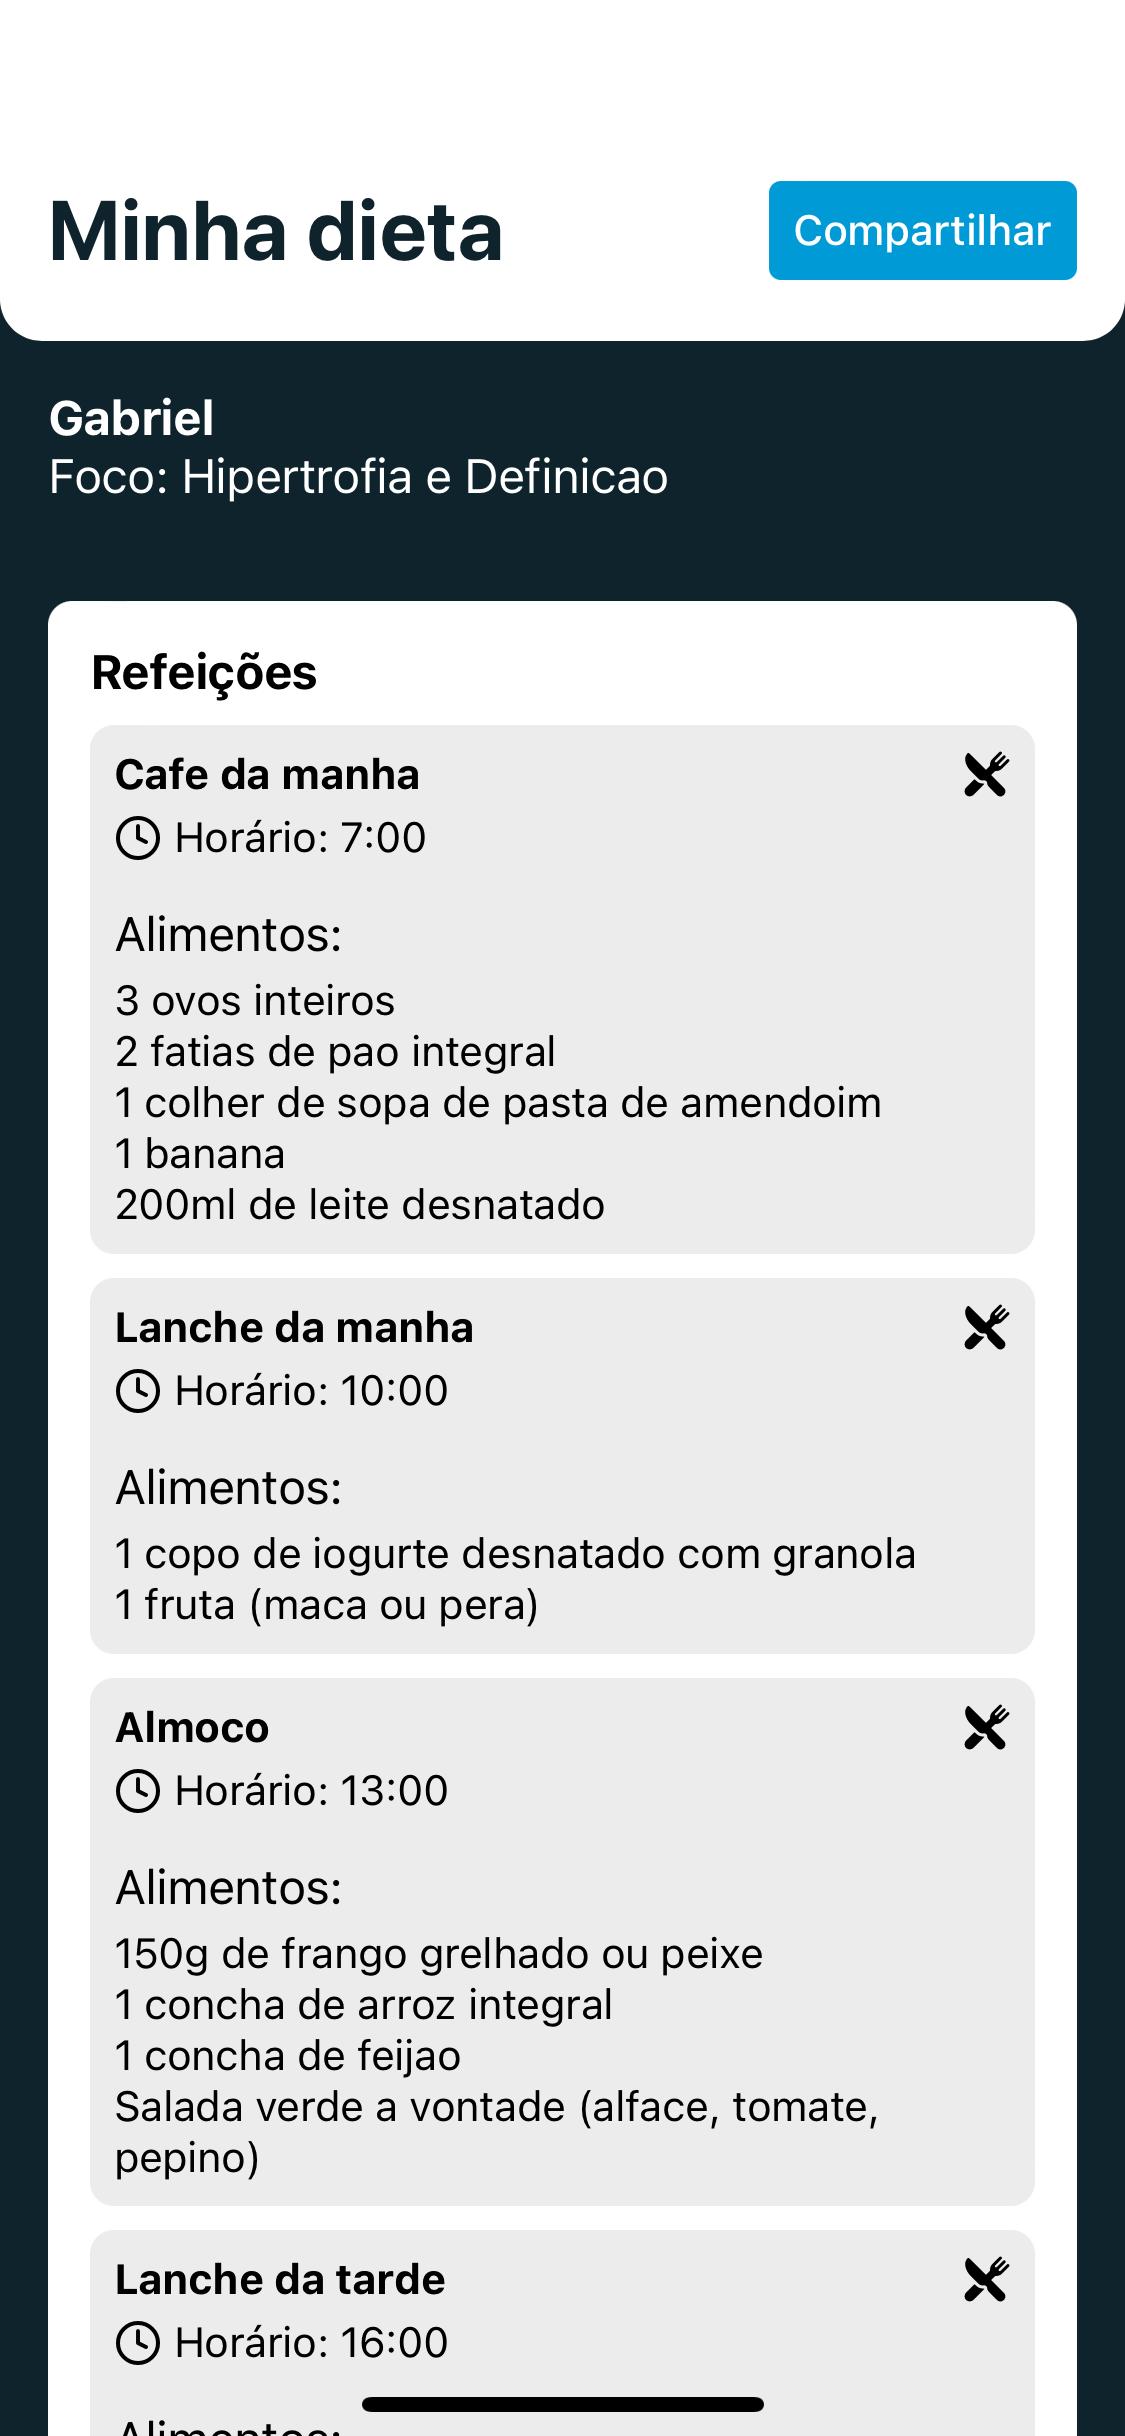 Minha dieta
Compartilhar
Gabriel
Foco: Hipertrofia e Definicao
Refeições
Cafe da manha
Horário: 7:00
Alimentos:
3 ovos inteiros
2 fatias de pao integral
1 colher de sopa de pasta de amendoim
1 banana
200ml de leite desnatado
Lanche da manha
Horário: 10:00
Alimentos:
1 copo de iogurte desnatado com granola
1 fruta (maca ou pera)
Almoco
Horário: 13:00
Alimentos:
150g de frango grelhado ou peixe
1 concha de arroz integral
1 concha de feijao
Salada verde a vontade (alface, tomate,
pepino)
Lanche da tarde
Horário: 16:00
Alimentos: